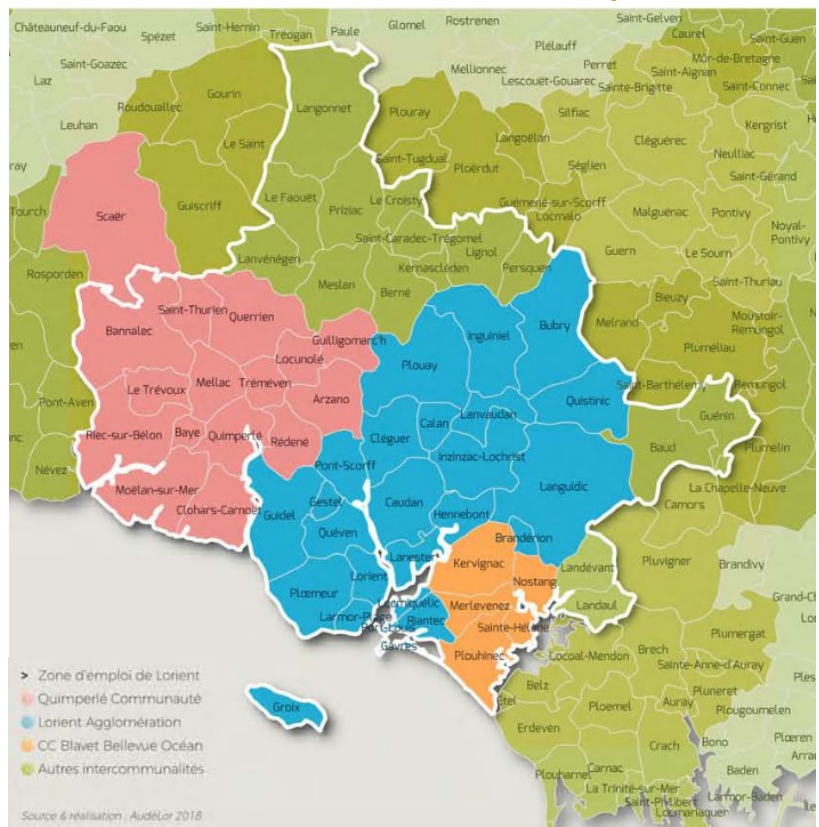 Châteauneuf-du-Faou
Spézet
Saint-Hernin
Tréogan
Paule
Glomel
Rostrenen
Plélauff
Saint-Gelven
Caurel
Saint-Guen
Mûr-de-Bretagne
Laz
Saint-Goazec
Mellionnec
Lescouët-Gouarec
Perret
Saint-Aignan
Sainte-Brigitte
Saint-Connec
Leuhan
Roudouallec
Gourin
Langonnet
Plouray
Silfiac
Kergrist
Le Saint
Langoëlan
Cléguérec
Neulliac
Saint-Tugdual
Ploërdut
Séglien
Saint-Gérand
Tourch
Scaër
Guiscriff
Le Faouët
Priziac
Le Croisty
Guémené-sur-Scorff
Locmalo
Malguénac
Pontivy
Noyal-
Pontivy
Saint-Caradec-Trégomel
Lignol
Guern
Le Sourn
Rosporden
Lanvénégen
Meslan
Kernascléden
Persquen
Berné
Saint-Thuriau
Bieuzy
Bannalec
Saint-Thurien
Querrien
Guilligomarc'h
Bubry
Melrand
Moustoir-
Remungol
Inguiniel
Pluméliau
Locunolé
Plouay
Le Trévoux
Mellac
Tréméven
Arzano
Saint-Barthélemy
Remungol
Pont-Aven
Quistinic
Guénin
Lanvaudan
Calan
Riec-sur-Bélon
Baye
Quimperlé
Rédené
Cléguer
Inzinzac-Lochrist
Baud
Plumelin
Névez
Pont-Scorff
Languidic
La Chapelle-Neuve
Moëlan-sur-Mer
Clohars-Carnoët
Guidel
Gestel
Caudan
Hennebont
Camors
Quéven
Brandérion
Lanester
Kervignac
Landévant
Pluvigner
Brandivy
Lorient
Nostang
Plœmeur
Locmiquélic
Merlevenez
Landaul
Larmor-Plage
Port-Louis
Riantec
Sainte-Hélène
Plumergat
Gâvres
Plouhinec
Locoal-Mendon
Brech
Sainte-Anne-d'Auray
Belz
Pluneret
Étel
Ploemel
Auray
Plougoumelen
Groix
Erdeven
Crach
Bono
Plœren
Plouharnel
Carnac
Baden
La Trinité-sur-Mer
Saint-Philibert
Larmor-Baden
Locmariaquer
> Zone d'emploi de Lorient
Quimperlé Communauté
Lorient Agglomération
CC Blavet Bellevue Océan
Autres intercommunalités
Source & réalisation : AudéLor 2018